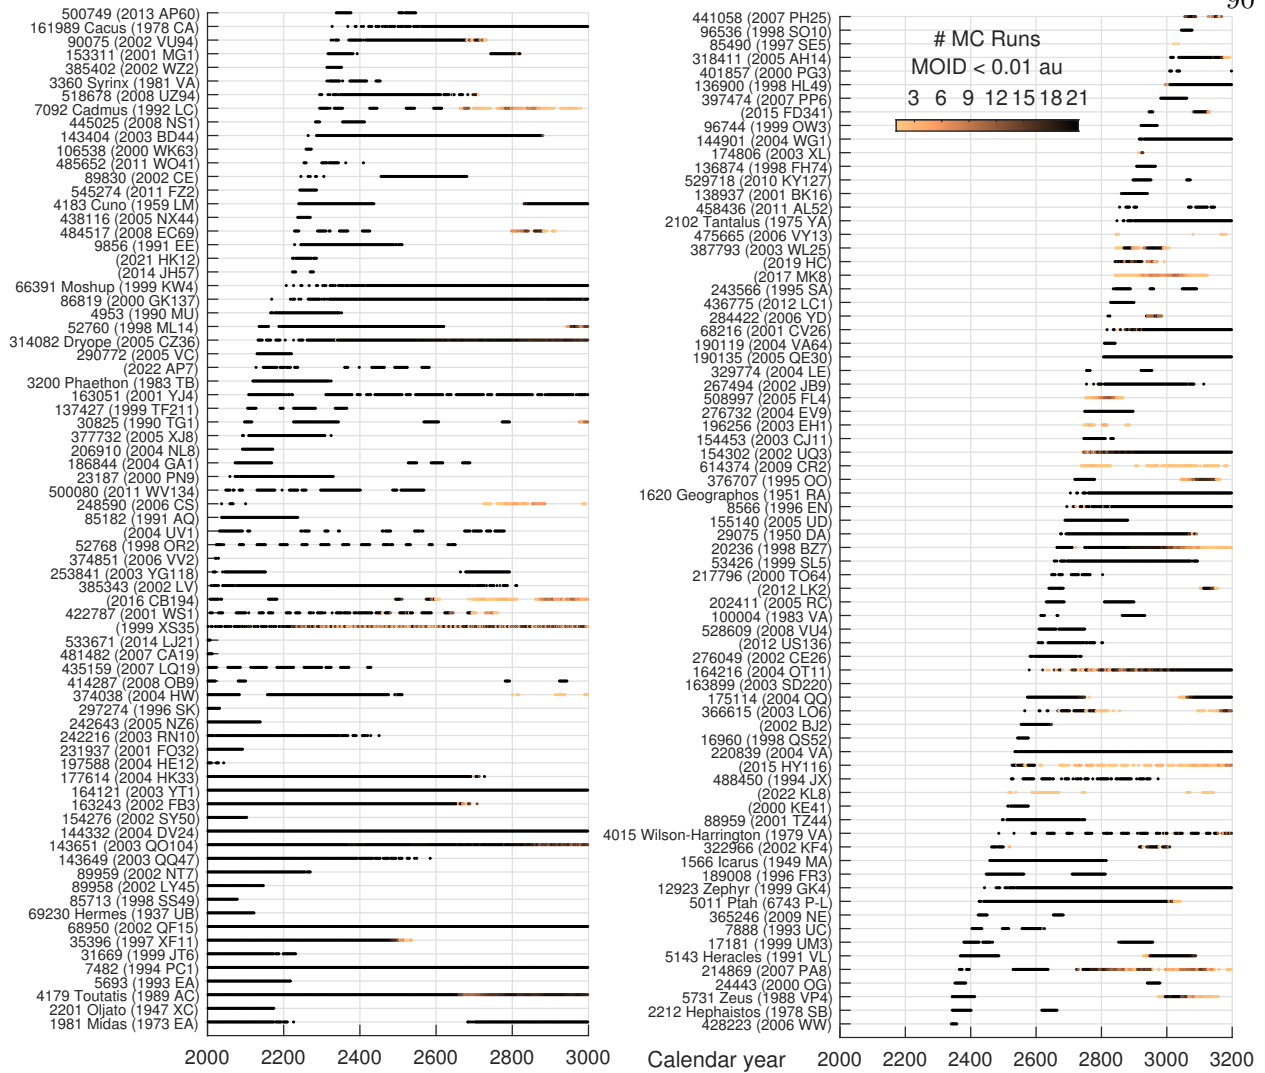 90
500749 (2013 AP60)
161989 Cacus (1978 CA)
90075 (2002 VU94)
153311 (2001 MG1)
385402 (2002 WZ2)
3360 Syrinx (1981 VA)
518678 (2008 UZ94)
7092 Cadmus (1992 LC)
445025 (2008 NS1)
143404 (2003 BD44)
106538 (2000 WK63)
485652 (2011 WO41)
89830 (2002 CE)
545274 (2011 FZ2)
4183 Cuno (1959 LM)
438116 (2005 NX44)
484517 (2008 EC69)
9856 (1991 EE)
(2021 HK12)
(2014 JH57)
66391 Moshup (1999 KW4)
86819 (2000 GK137)
4953 (1990 MU)
52760 (1998 ML14)
314082 Dryope (2005 CZ36)
290772 (2005 VC)
(2022 AP7)
3200 Phaethon (1983 TB)
163051 (2001 YJ4)
137427 (1999 TF211)
30825 (1990 TG1)
377732 (2005 XJ8)
206910 (2004 NL8)
186844 (2004 GA1)
23187 (2000 PN9)
500080 (2011 WV134)
248590 (2006 CS)
85182 (1991 AQ)
(2004 UV1)
52768 (1998 OR2)
374851 (2006 VV2)
253841 (2003 YG118)
385343 (2002 LV)
(2016 CB194)
422787 (2001 WS1)
(1999 XS35)
533671 (2014 LJ21)
481482 (2007 CA19)
435159 (2007 LQ19)
414287 (2008 OB9)
374038 (2004 HW)
297274 (1996 SK)
242643 (2005 NZ6)
242216 (2003 RN10)
231937 (2001 FO32)
197588 (2004 HE12)
177614 (2004 HK33)
164121 (2003 YT1)
163243 (2002 FB3)
154276 (2002 SY50)
144332 (2004 DV24)
143651 (2003 QO104)
143649 (2003 QQ47)
89959 (2002 NT7)
89958 (2002 LY45)
85713 (1998 SS49)
69230 Hermes (1937 UB)
68950 (2002 QF15)
35396 (1997 XF11)
31669 (1999 JT6)
7482 (1994 PC1)
5693 (1993 EA)
4179 Toutatis (1989 AC)
2201 Oljato (1947 XC)
1981 Midas (1973 EA)
2000 2200 2400 2600 2800 3000
441058 (2007 PH25)
96536 (1998 SO10)
85490 (1997 SE5)
318411 (2005 AH14)
401857 (2000 PG3)
136900 (1998 HL49)
397474 (2007 PP6)
(2015 FD341)
96744 (1999 OW3)
144901 (2004 WG1)
174806 (2003 XL)
136874 (1998 FH74)
529718 (2010 KY127)
138937 (2001 BK16)
458436 (2011 AL52)
2102 Tantalus (1975 YA)
475665 (2006 VY13)
387793 (2003 WL25)
(2019 HC)
(2017 MK8)
243566 (1995 SA)
436775 (2012 LC1)
284422 (2006 YD)
68216 (2001 CV26)
190119 (2004 VA64)
190135 (2005 QE30)
329774 (2004 LE)
267494 (2002 JB9)
508997 (2005 FL4)
276732 (2004 EV9)
196256 (2003 EH1)
154453 (2003 CJ11)
154302 (2002 UQ3)
614374 (2009 CR2)
376707 (1995 OO)
1620 Geographos (1951 RA)
8566 (1996 EN)
155140 (2005 UD)
29075 (1950 DA)
20236 (1998 BZ7)
53426 (1999 SL5)
217796 (2000 TO64)
(2012 LK2)
202411 (2005 RC)
100004 (1983 VA)
528609 (2008 VU4)
(2012 US136)
276049 (2002 CE26)
164216 (2004 OT11)
163899 (2003 SD220)
175114 (2004 QQ)
366615 (2003 LO6)
(2002 BJ2)
16960 (1998 QS52)
220839 (2004 VA)
(2015 HY116)
488450 (1994 JX)
(2022 KL8)
(2000 KE41)
88959 (2001 TZ44)
4015 Wilson-Harrington (1979 VA)
322966 (2002 KF4)
1566 Icarus (1949 MA)
189008 (1996 FR3)
12923 Zephyr (1999 GK4)
5011 Ptah (6743 P-L)
365246 (2009 NE)
7888 (1993 UC)
17181 (1999 UM3)
5143 Heracles (1991 VL)
214869 (2007 PA8)
24443 (2000 OG)
5731 Zeus (1988 VP4)
2212 Hephaistos (1978 SB)
428223 (2006 WW)
# MC Runs
MOID < 0.01 au
3 6 9 12 15 18 21
Calendar year
2000 2200 2400 2600 2800 3000 3200